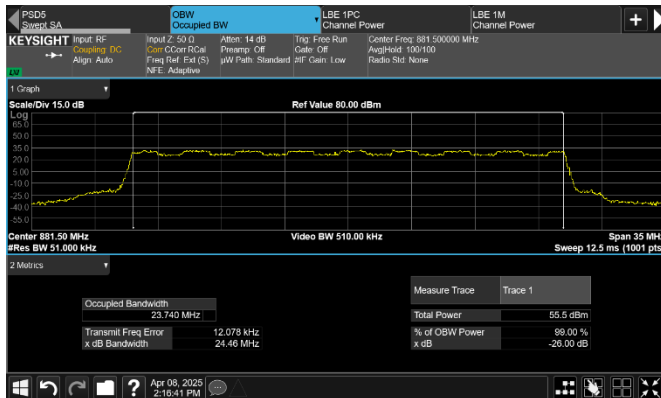 PSD5
Swept SA
OBW
Occupied BW
LBE 1PC
Channel Power
LBE 1M
Channel Power
KEYSIGHT
Input: RF
Coupling: DC
Align: Auto
Input Z: 50 Ω
Corr CCorr RCal
Freq Ref: Ext (S)
NFE: Adaptive
Atten: 14 dB
Preamp: Off
µW Path: Standard
Trig: Free Run
Gate: Off
#IF Gain: Low
Center Freq: 881.500000 MHz
Avg|Hold: 100/100
Radio Std: None
1 Graph
Scale/Div 15.0 dB
Ref Value 80.00 dBm
Log
65.0
50.0
35.0
20.0
5.00
-10.0
-25.0
-40.0
-55.0
Center 881.50 MHz
Video BW 510.00 kHz
Span 35 MHz
#Res BW 51.000 kHz
Sweep 12.5 ms (1001 pts
2 Metrics
Measure Trace
Trace 1
Occupied Bandwidth
23.740 MHz
Total Power
55.5 dBm
Transmit Freq Error
12.078 kHz
% of OBW Power
99.00 %
x dB Bandwidth
24.46 MHz
x dB
-26.00 dB
?
Apr 08, 2025
2:16:41 PM